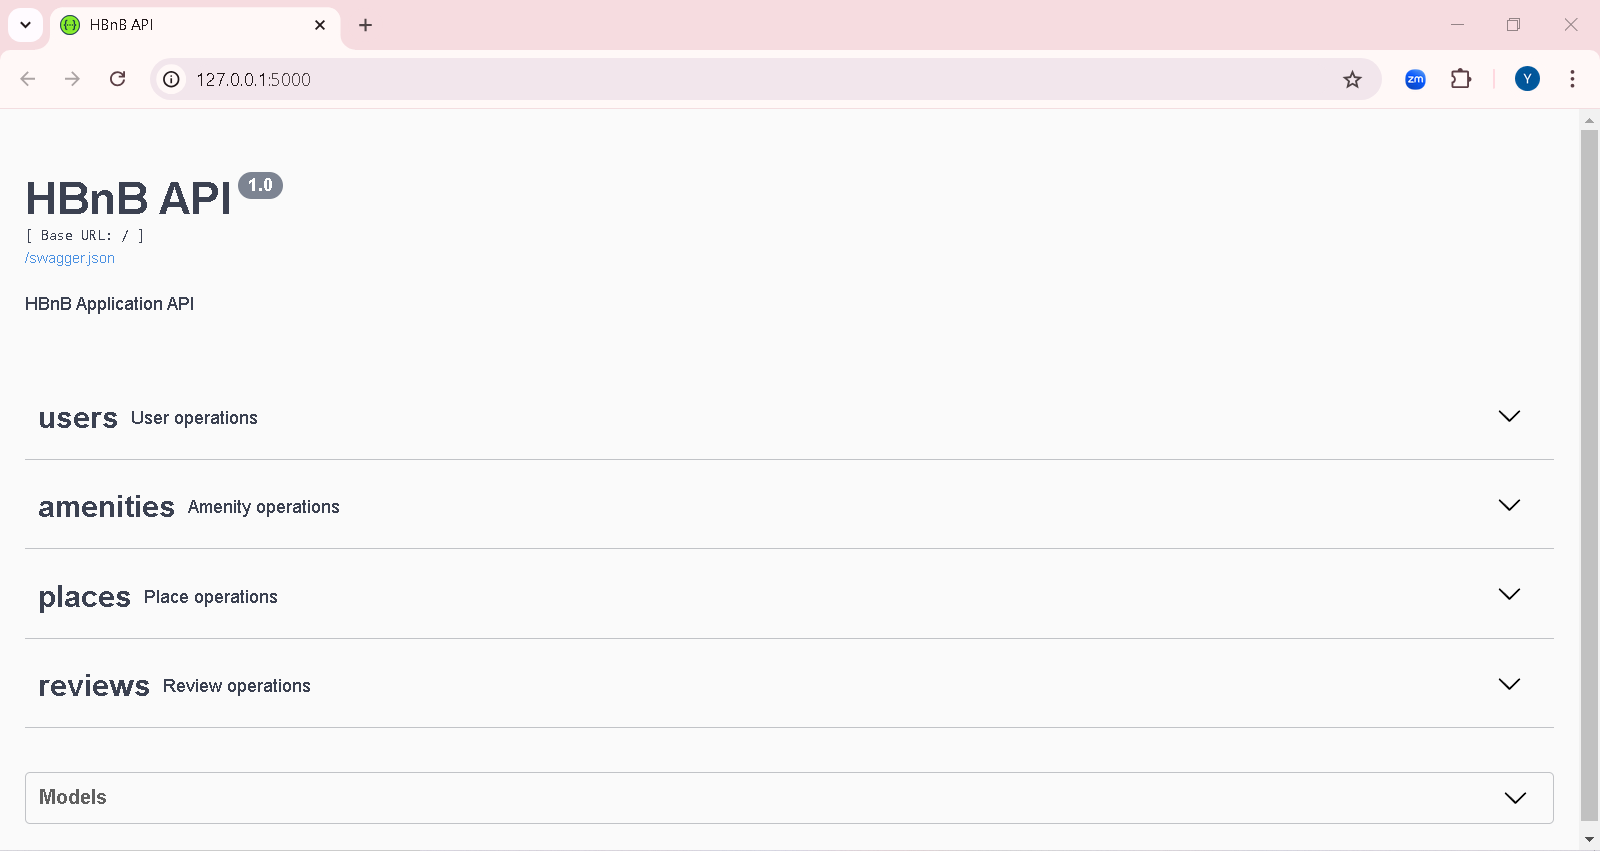 HBnB API
127.0.0.1:5000
zm
Y
HBnB API 1.0
[ Base URL: / ]
/swagger.json
HBnB Application API
users User operations
amenities Amenity operations
places Place operations
reviews Review operations
Models